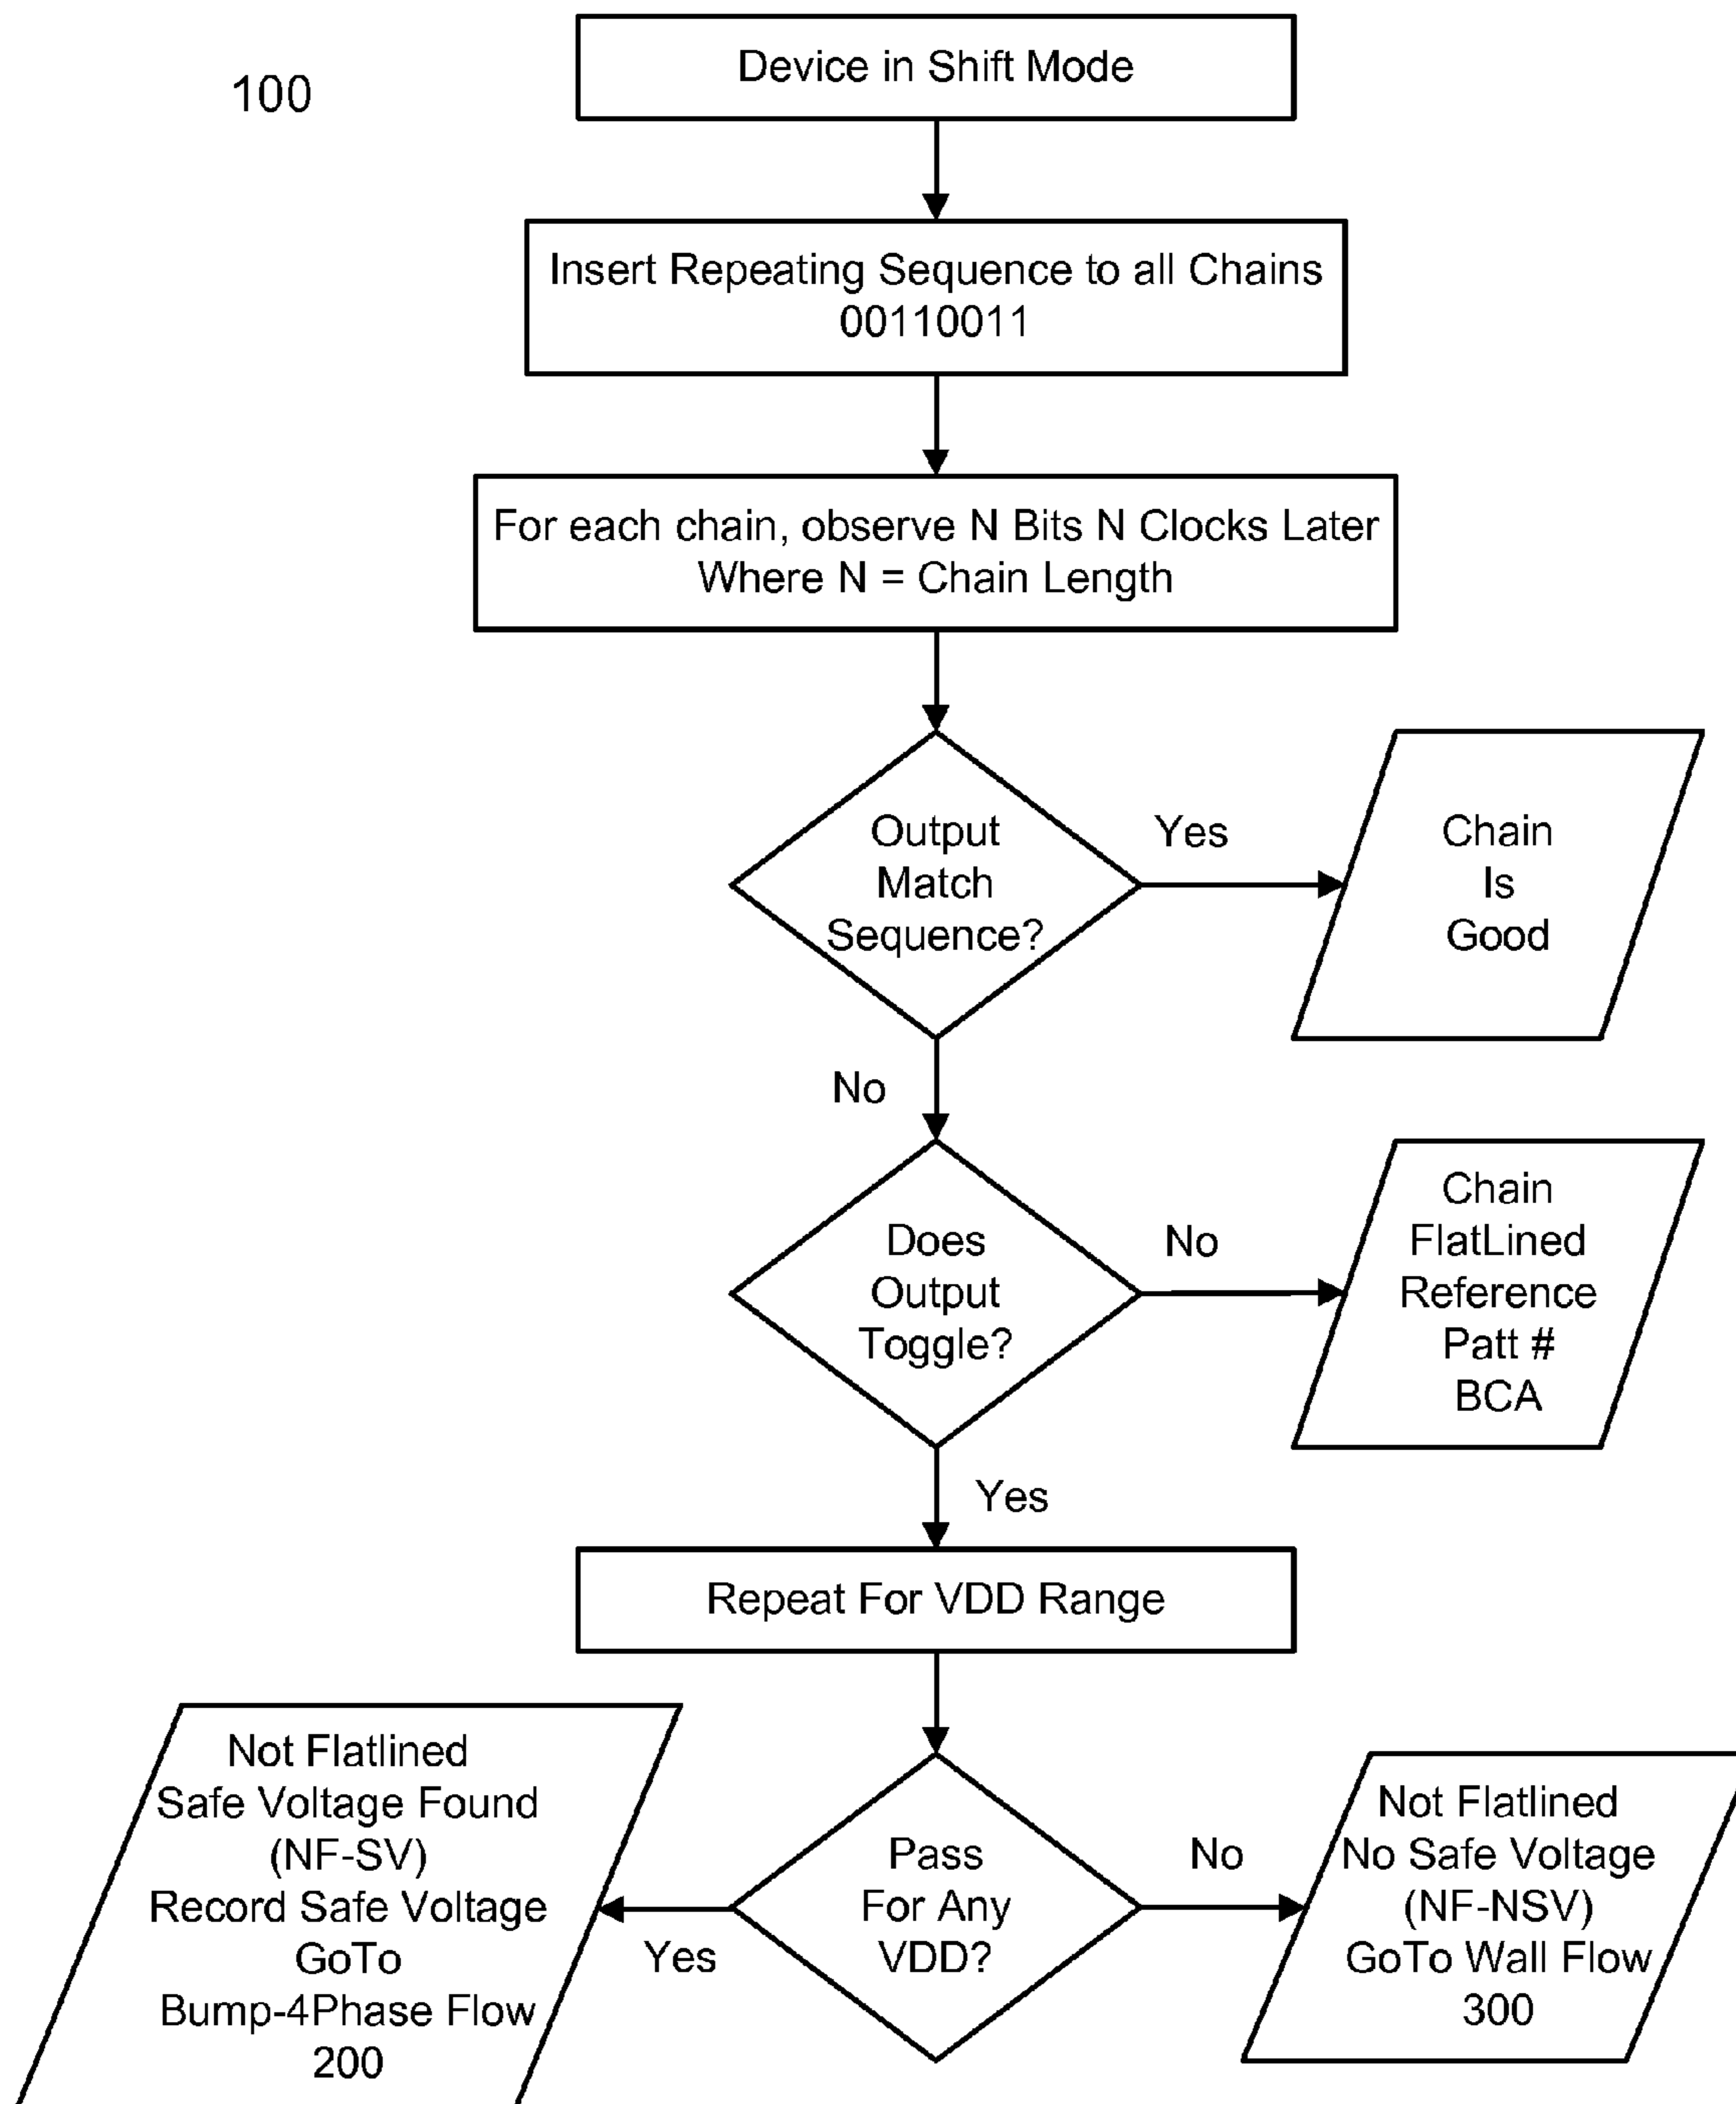 100
Device in Shift Mode
Insert Repeating Sequence to all Chains
00110011
For each chain, observe N Bits N Clocks Later
Where N = Chain Length
Output
Match
Sequence?
Yes
Chain
Is
Good
No
Does
Output
Toggle?
No
Chain
FlatLined
Reference
Patt #
BCA
Yes
Repeat For VDD Range
Not Flatlined
Safe Voltage Found
(NF-SV)
Record Safe Voltage
GoTo
Bump-4Phase Flow
200
Yes
Pass
For Any
VDD?
No
Not Flatlined
No Safe Voltage
(NF-NSV)
GoTo Wall Flow
300